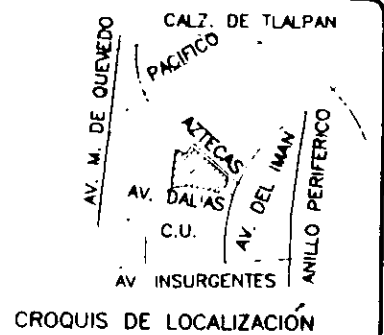 CALZ. DE TLALPAN
AV. M. DE QUEVEDO
PACIFICO
AZTECAS
AV. DEL IMAN
ANILLO PERIFERICO
AV. DALIAS
C.U.
AV INSURGENTES
CROQUIS DE LOCALIZACIÓN